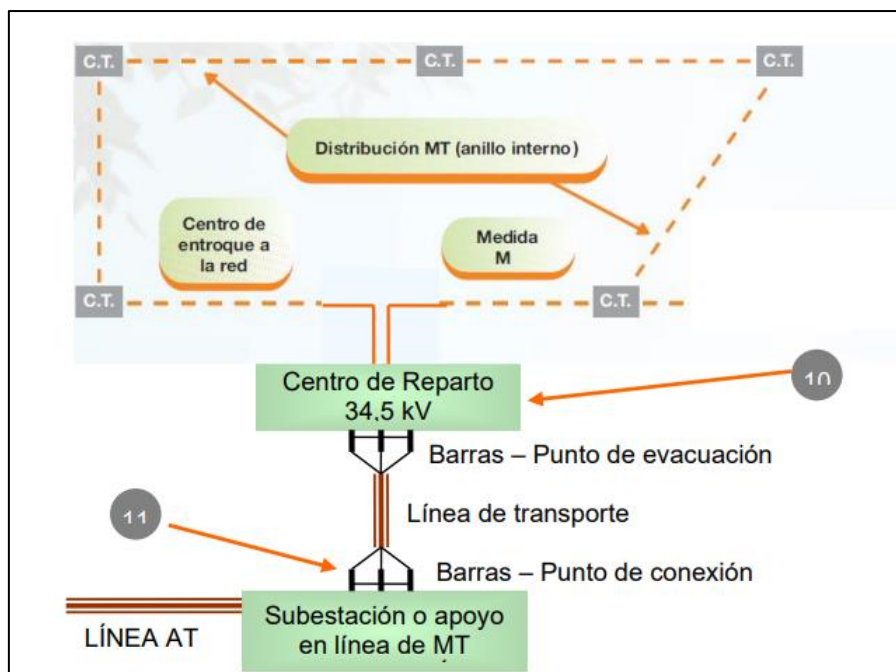 C.T.
C.T.
C.T.
Distribución MT (anillo interno)
Centro de
entroque a
la red
Medida
M
C.T.
C.T.
Centro de Reparto
34,5 kV
10
Barras – Punto de evacuación
11
Línea de transporte
Barras – Punto de conexión
LÍNEA AT
Subestación o apoyo
en línea de MT